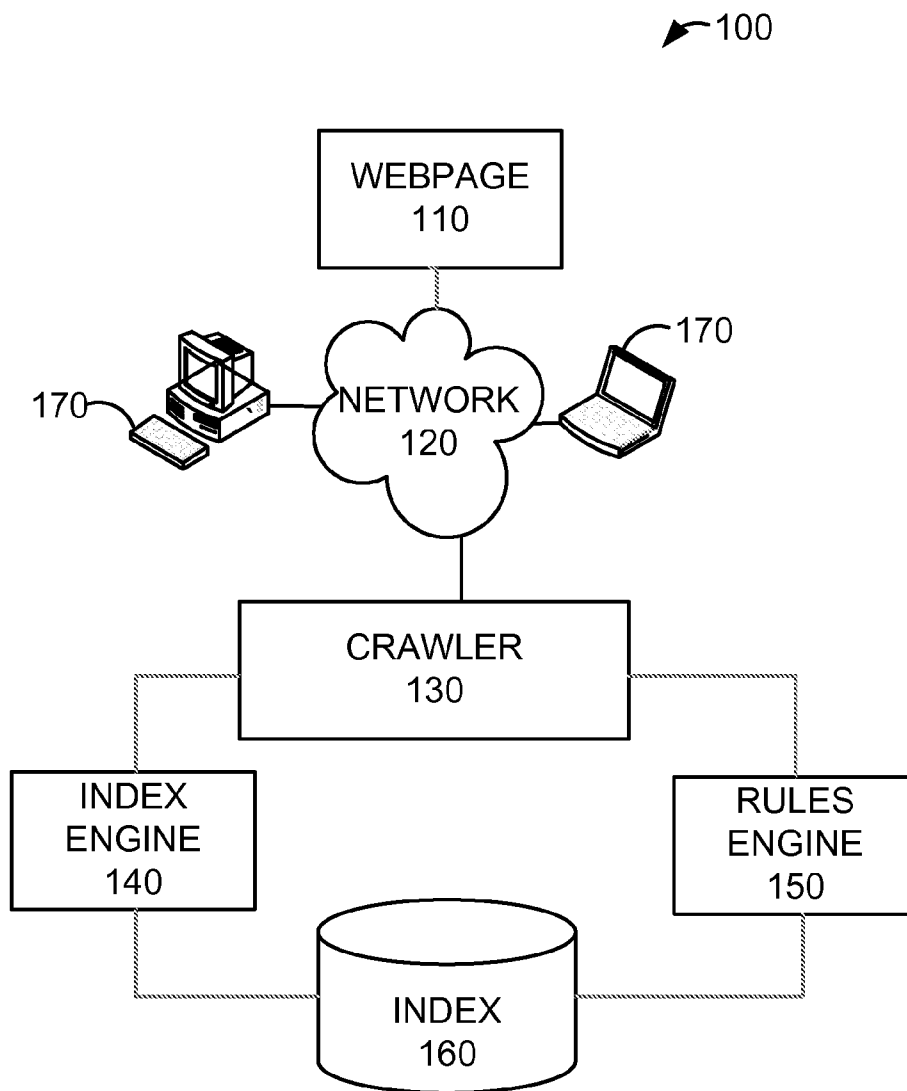 100
WEBPAGE
110
170
NETWORK
120
170
CRAWLER
130
INDEX
ENGINE
140
RULES
ENGINE
150
INDEX
160